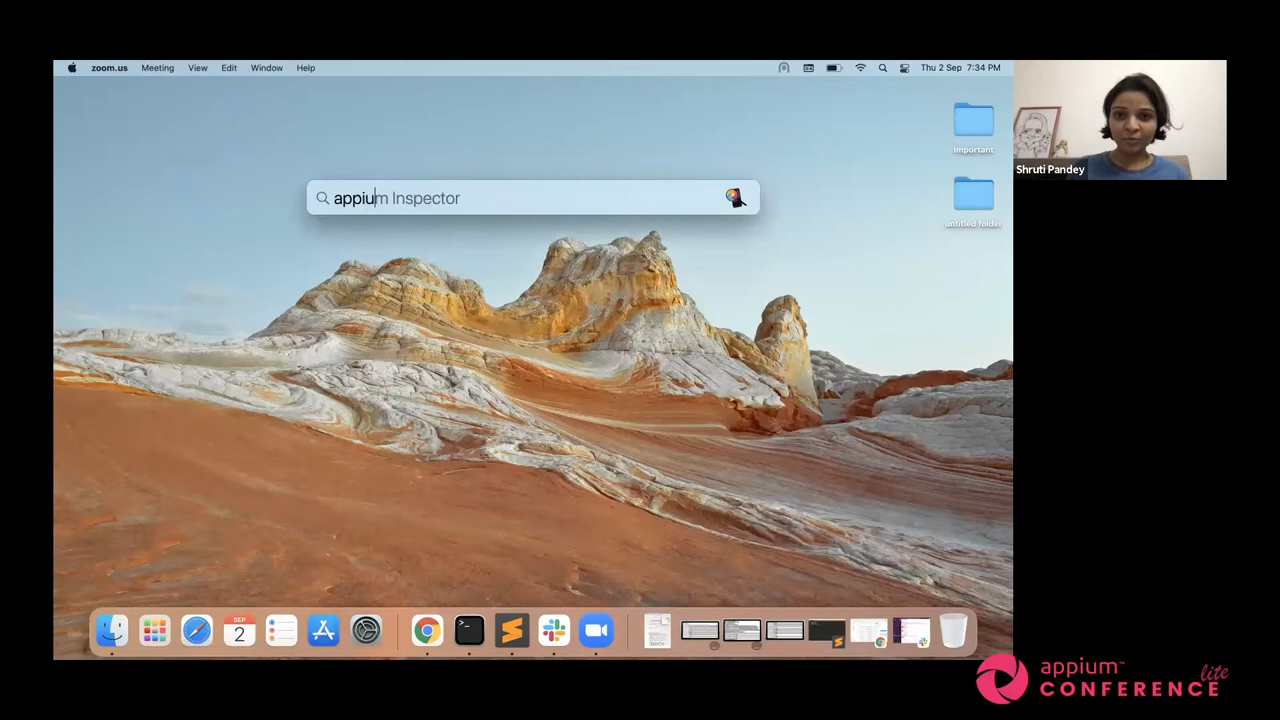 zoom.us Meeting View Edit Window Help
Thu 2 Sep 7:34 PM
Important
untitled folder
appium Inspector
Shruti Pandey
SEP
2
appium™
CONFERENCE lite